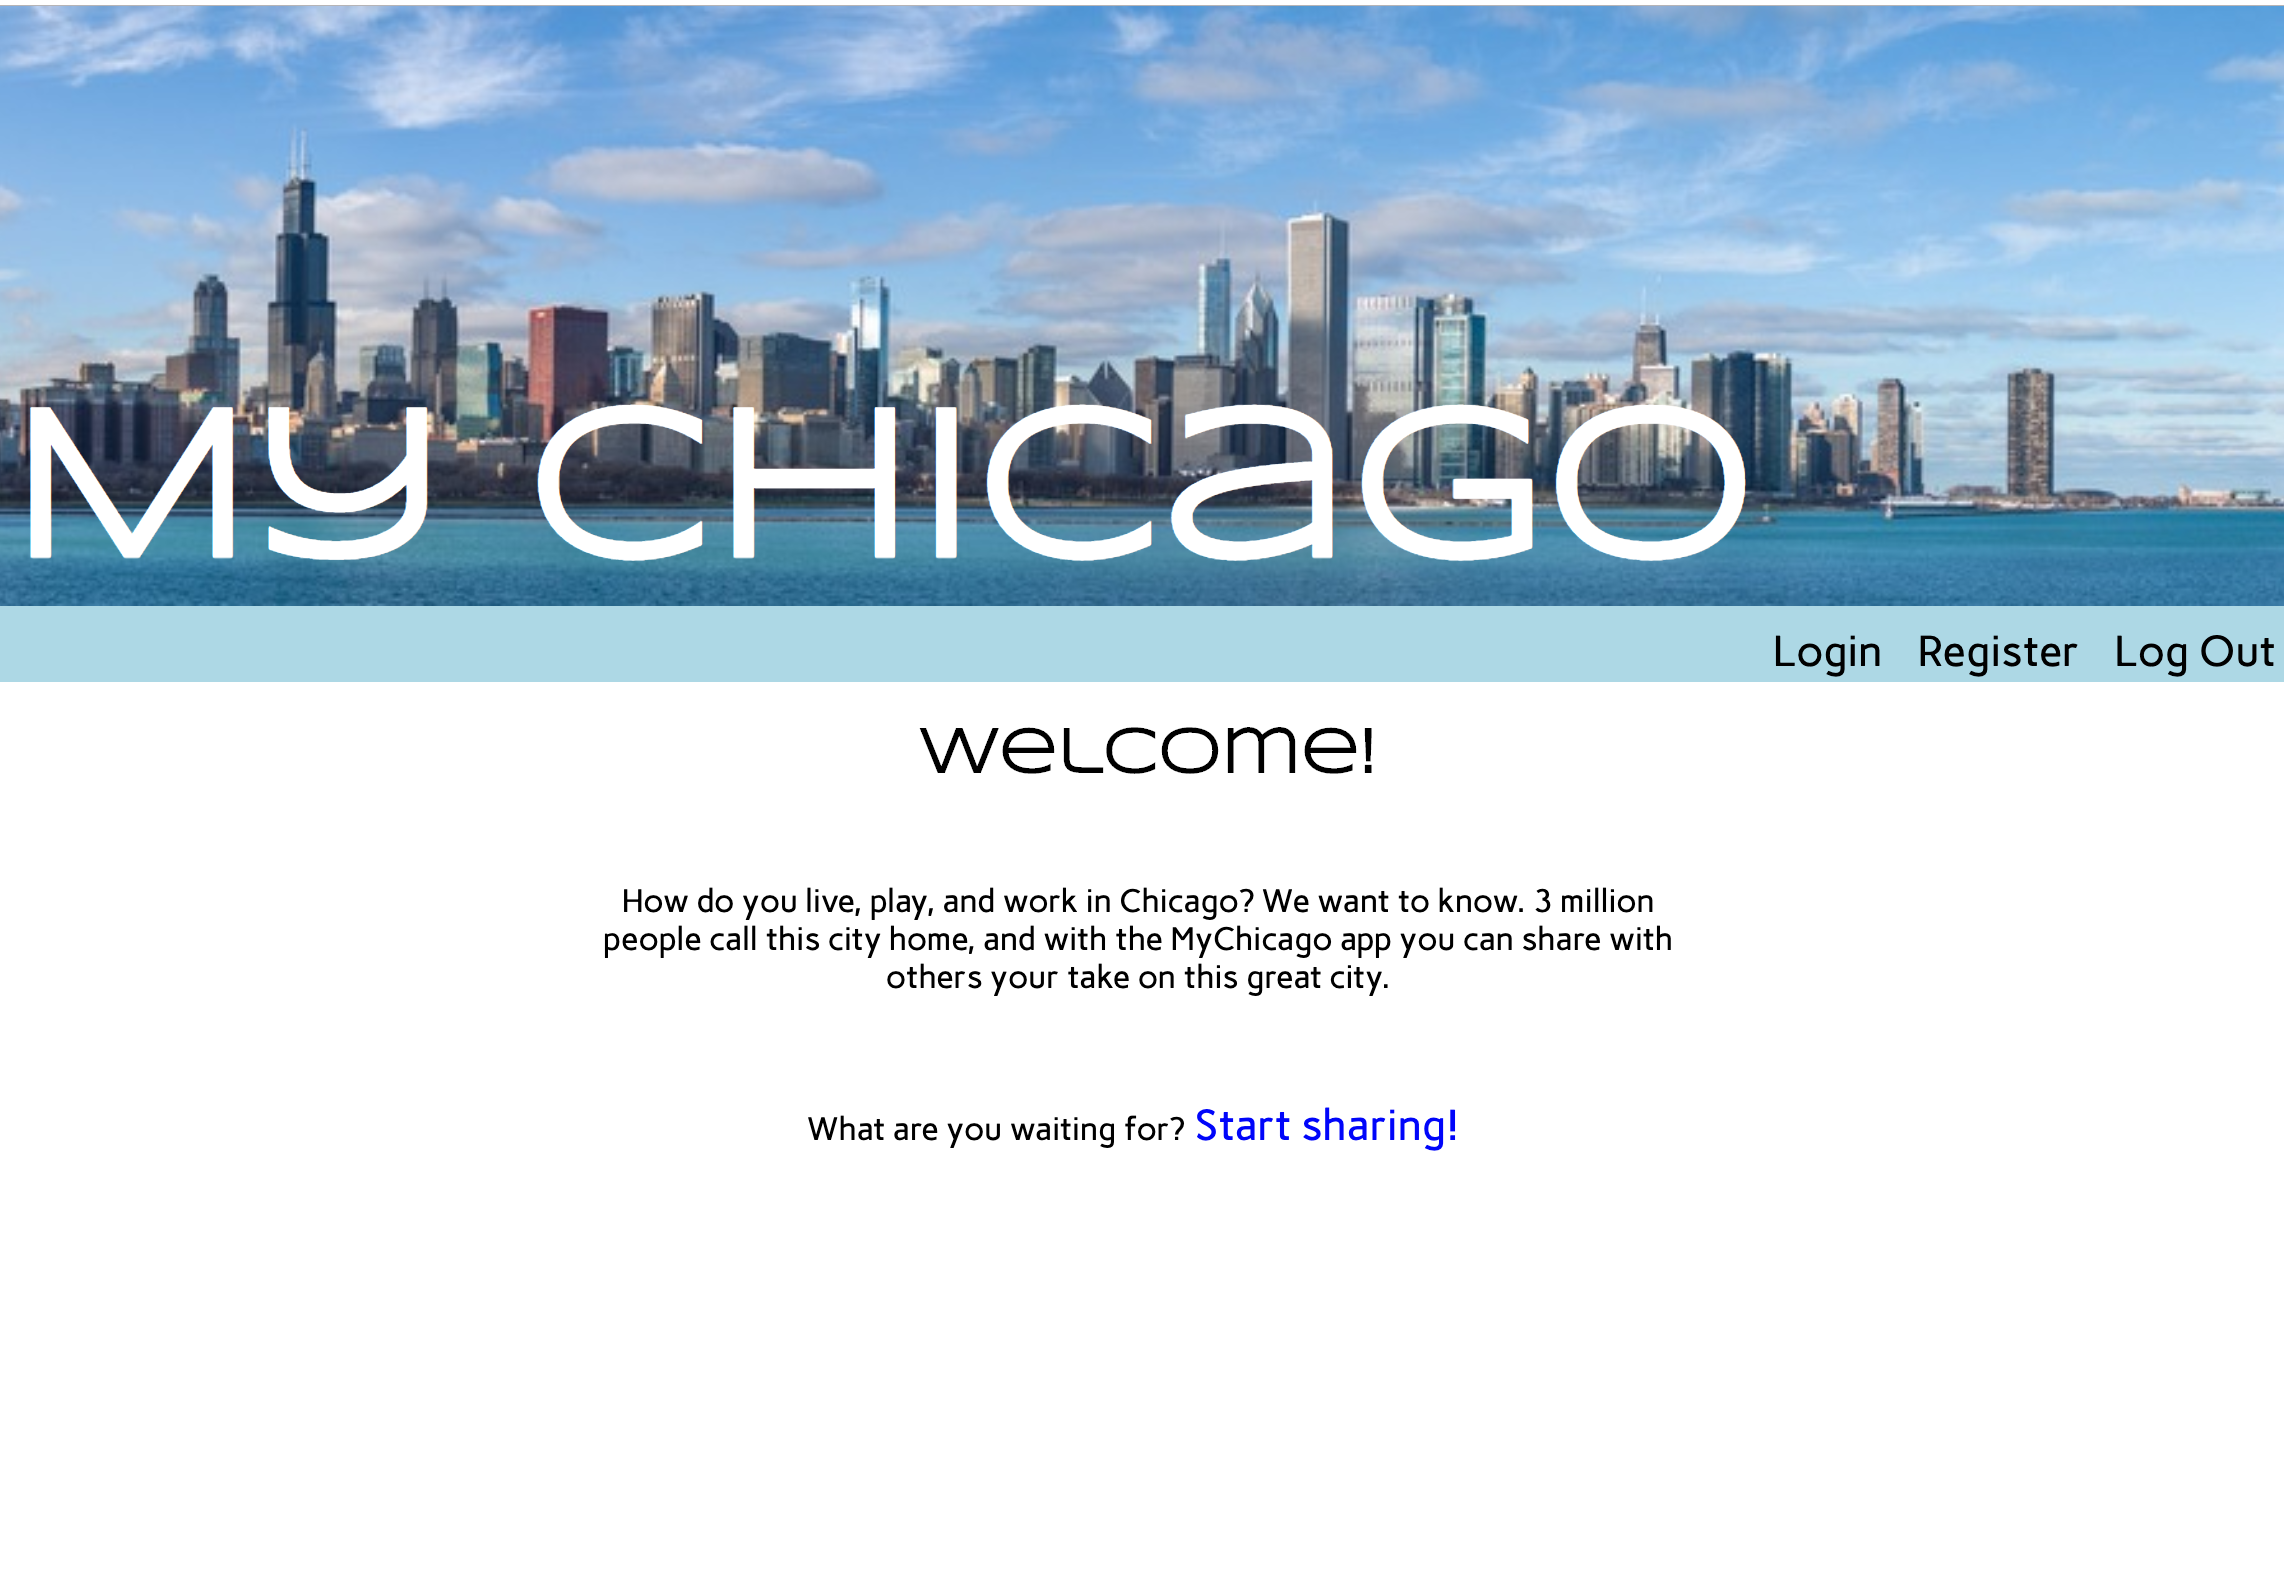 My Chicago
Login Register Log Out
Welcome!
How do you live, play, and work in Chicago? We want to know. 3 million
people call this city home, and with the MyChicago app you can share with
others your take on this great city.
What are you waiting for? Start sharing!